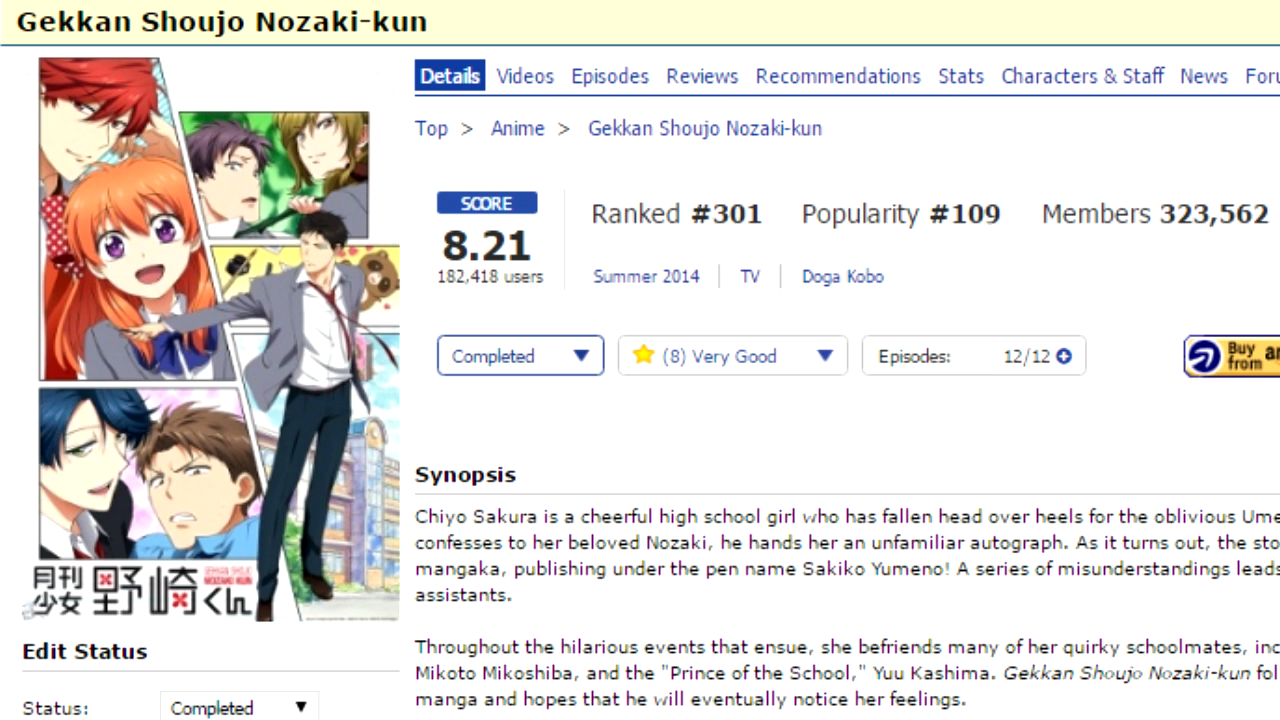 Gekkan Shoujo Nozaki-kun
Details Videos Episodes Reviews Recommendations Stats Characters & Staff News
Top > Anime > Gekkan Shoujo Nozaki-kun
SCORE
8.21
182,418 users
Ranked #301 Popularity #109 Members 323,562
Summer 2014 TV Doga Kobo
Completed (8) Very Good Episodes: 12/12
Buy
from
Synopsis
Chiyo Sakura is a cheerful high school girl who has fallen head over heels for the oblivious
confesses to her beloved Nozaki, he hands her an unfamiliar autograph. As it turns out, the
mangaka, publishing under the pen name Sakiko Yumeno! A series of misunderstandings leads
assistants.
Throughout the hilarious events that ensue, she befriends many of her quirky schoolmates,
Mikoto Mikoshiba, and the "Prince of the School," Yuu Kashima. Gekkan Shoujo Nozaki-kun
manga and hopes that he will eventually notice her feelings.
月刊
少女
野崎くん
Edit Status
Status: Completed